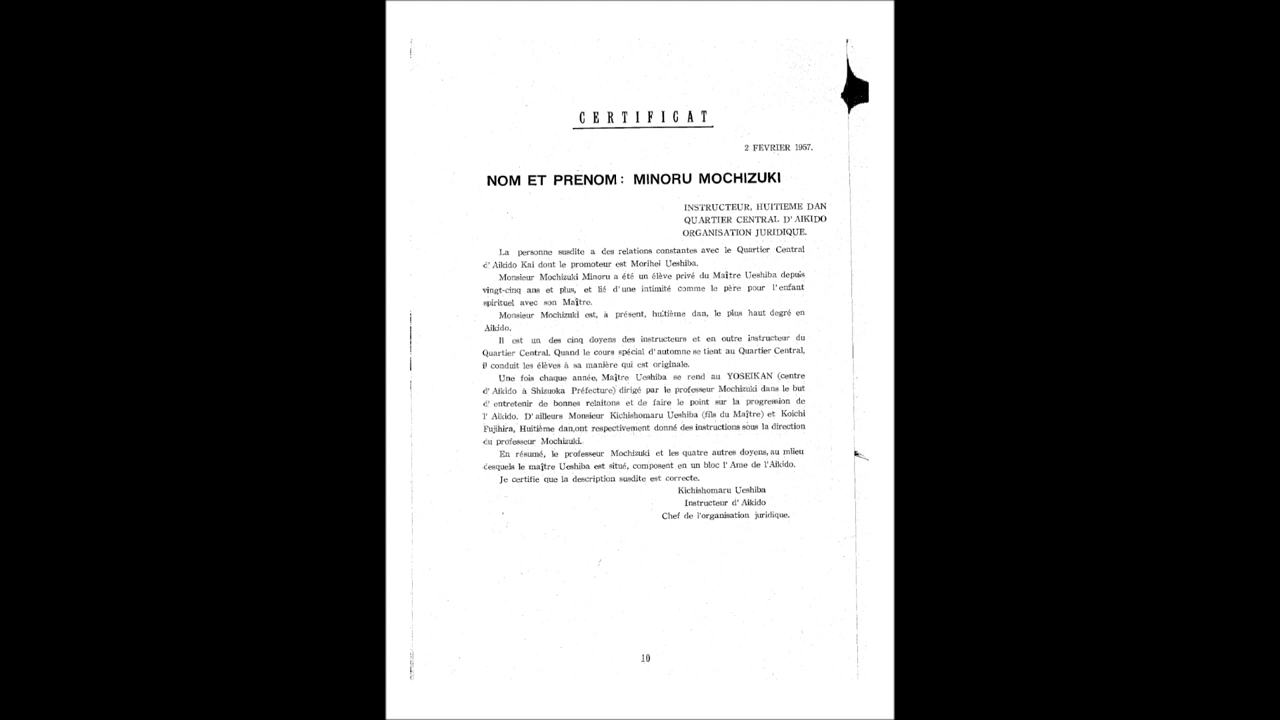 CERTIFICAT
2 FEVRIER 1957.
NOM ET PRENOM : MINORU MOCHIZUKI
INSTRUCTEUR, HUITIEME DAN
QUARTIER CENTRAL D' AIKIDO
ORGANISATION JURIDIQUE.
La personne susdite a des relations constantes avec le Quartier Central
d' Aikido Kai dont le promoteur est Morihei Ueshiba.
Monsieur Mochizuki Minoru a été un élève privé du Maître Ueshiba depuis
vingt-cinq ans et plus, et lié d'une intimité comme le père pour l'enfant
spirituel avec son Maître.
Monsieur Mochizuki est, à présent, huitième dan, le plus haut degré en
Aikido.
Il est un des cinq doyens des instructeurs et en outre instructeur du
Quartier Central. Quand le cours spécial d'automne se tient au Quartier Central,
il conduit les élèves à sa manière qui est originale.
Une fois chaque année, Maître Ueshiba se rend au YOSEIKAN (centre
d' Aikido à Shizuoka Préfecture) dirigé par le professeur Mochizuki dans le but
d' entretenir de bonnes relaitons et de faire le point sur la progression de
l' Aikido. D' ailleurs Monsieur Kichishomaru Ueshiba (fils du Maître) et Koichi
Fujihira, Huitième dan,ont respectivement donné des instructions sous la direction
du professeur Mochizuki.
En résumé, le professeur Mochizuki et les quatre autres doyens, au milieu
desquels le maître Ueshiba est situé, composent en un bloc l' Ame de l'Aikido.
Je certifie que la description susdite est correcte.
Kichishomaru Ueshiba
Instructeur d' Aikido
Chef de l'organisation juridique.
10